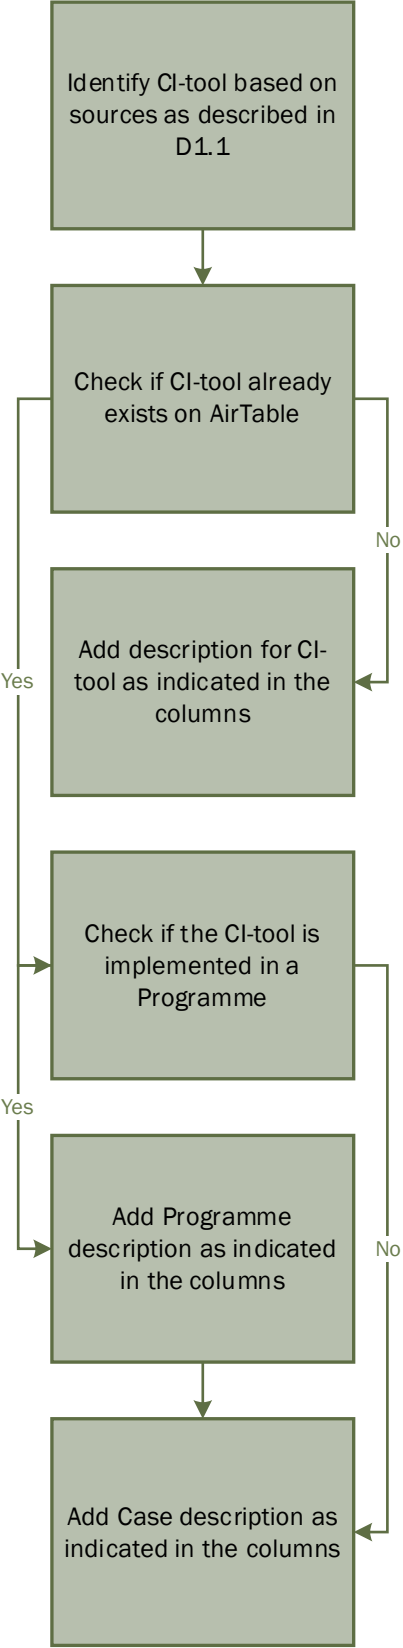 Identify CI-tool based on
sources as described in
D1.1
Check if CI-tool already
exists on AirTable
No
Add description for CI-
tool as indicated in the
columns
Yes
Check if the CI-tool is
implemented in a
Programme
Yes
Add Programme
description as indicated
in the columns
No
Add Case description as
indicated in the columns